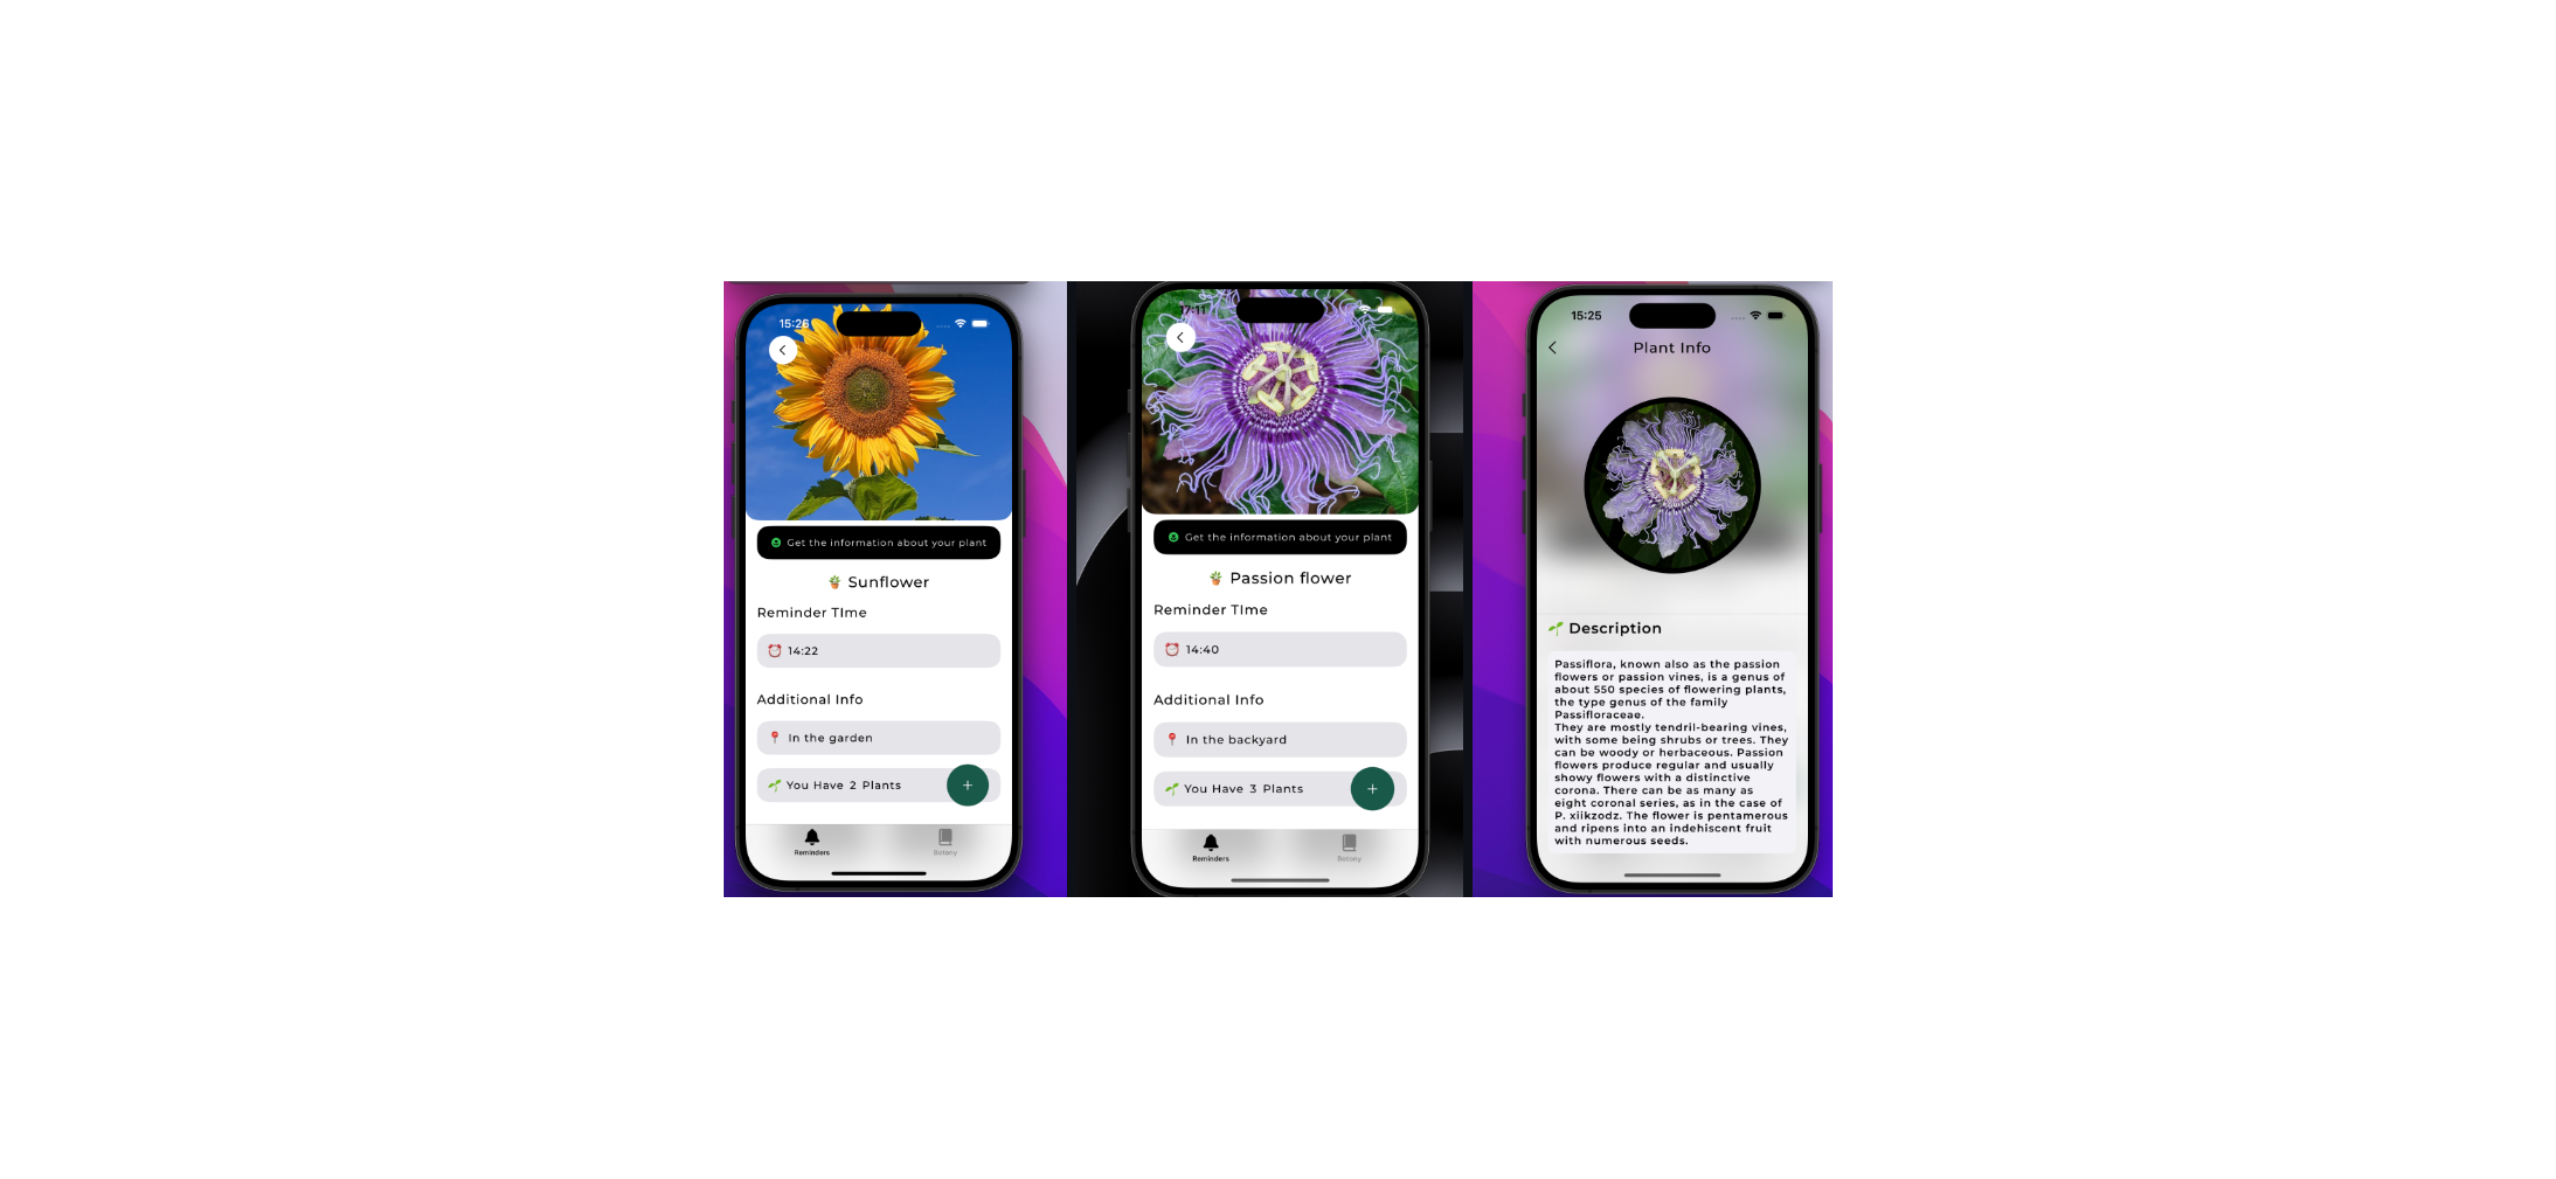 15:26
Get the information about your plant
Sunflower
Reminder TIme
14:22
Additional Info
In the garden
You Have 2 Plants
Reminders
Botany
17:11
Get the information about your plant
Passion flower
Reminder TIme
14:40
Additional Info
In the backyard
You Have 3 Plants
Reminders
Botany
15:25
Plant Info
Description
Passiflora, known also as the passion
flowers or passion vines, is a genus of
about 550 species of flowering plants,
the type genus of the family
Passifloraceae.
They are mostly tendril-bearing vines,
with some being shrubs or trees. They
can be woody or herbaceous. Passion
flowers produce regular and usually
showy flowers with a distinctive
corona. There can be as many as
eight coronal series, as in the case of
P. xiikzodz. The flower is pentamerous
and ripens into an indehiscent fruit
with numerous seeds.